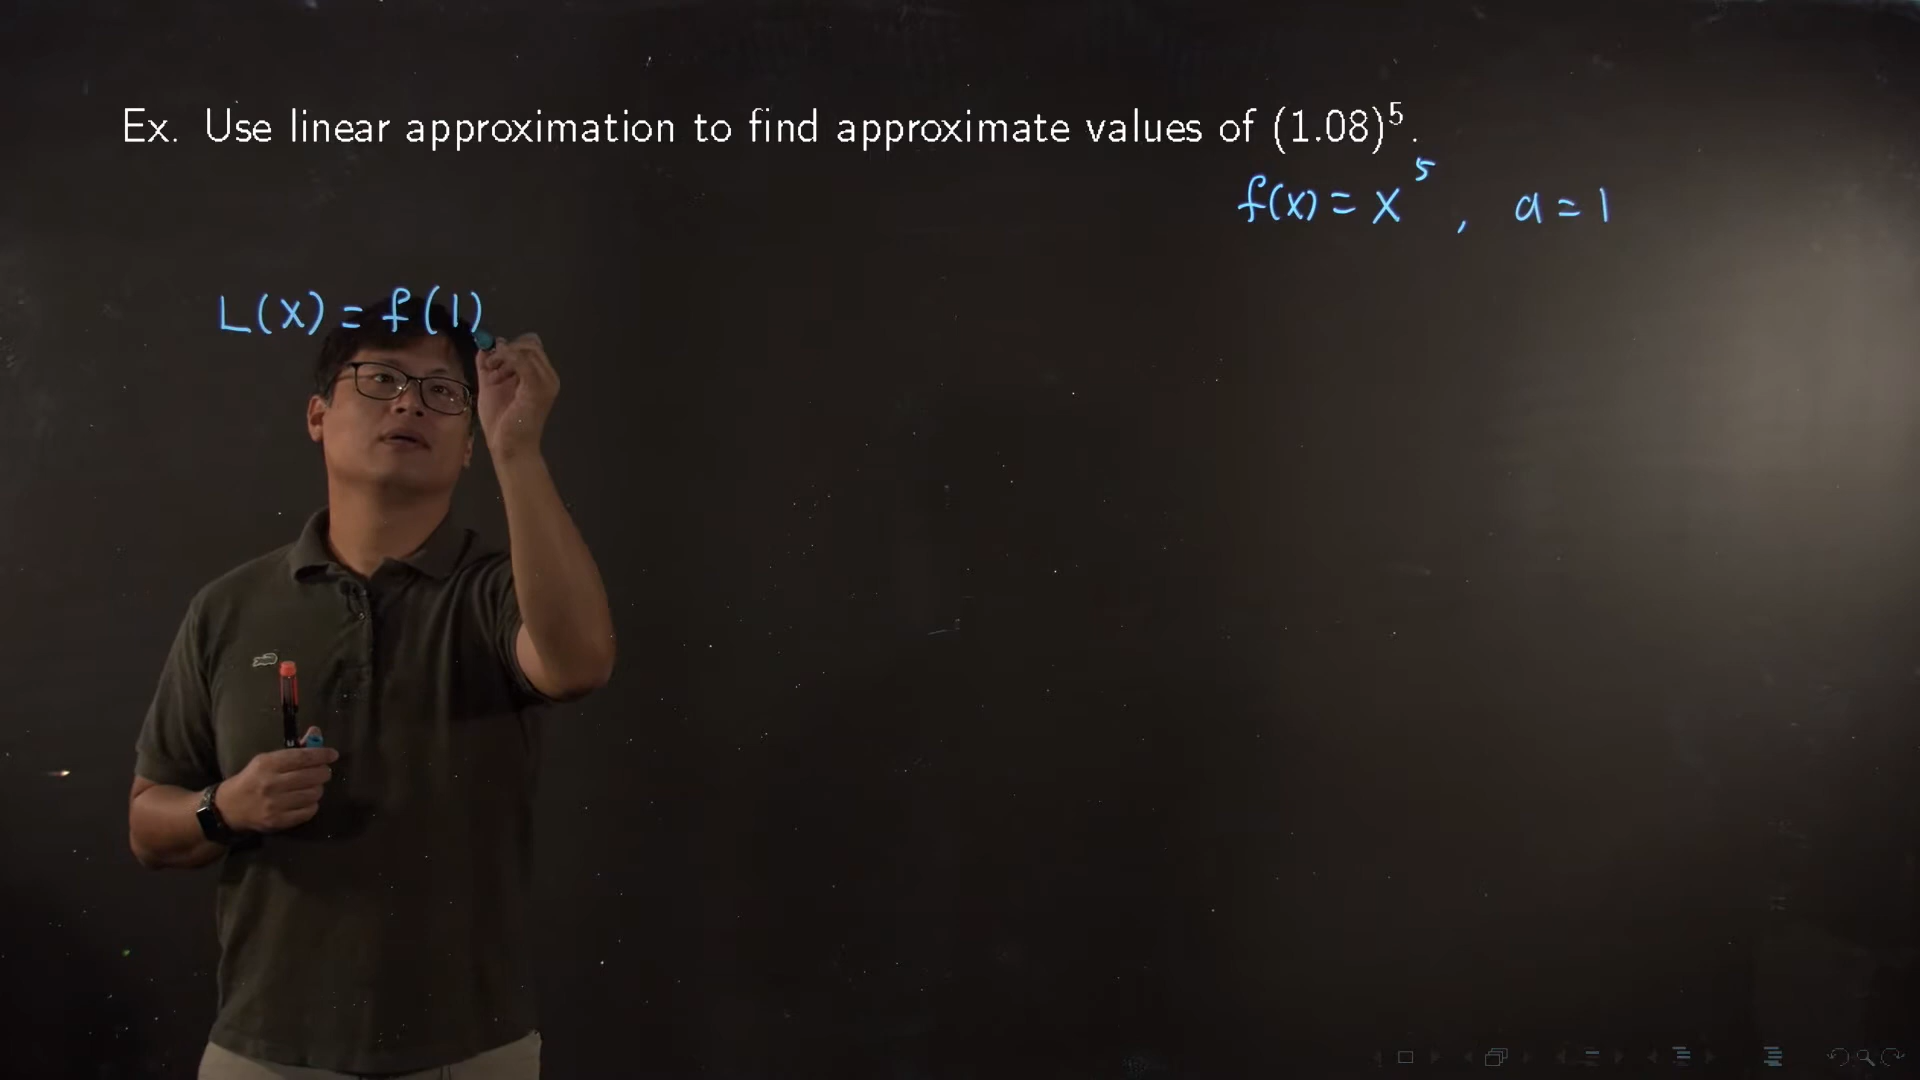 Ex. Use linear approximation to find approximate values of (1.08)⁵.
f(x) = x⁵, a = 1
L(x) = f(1)